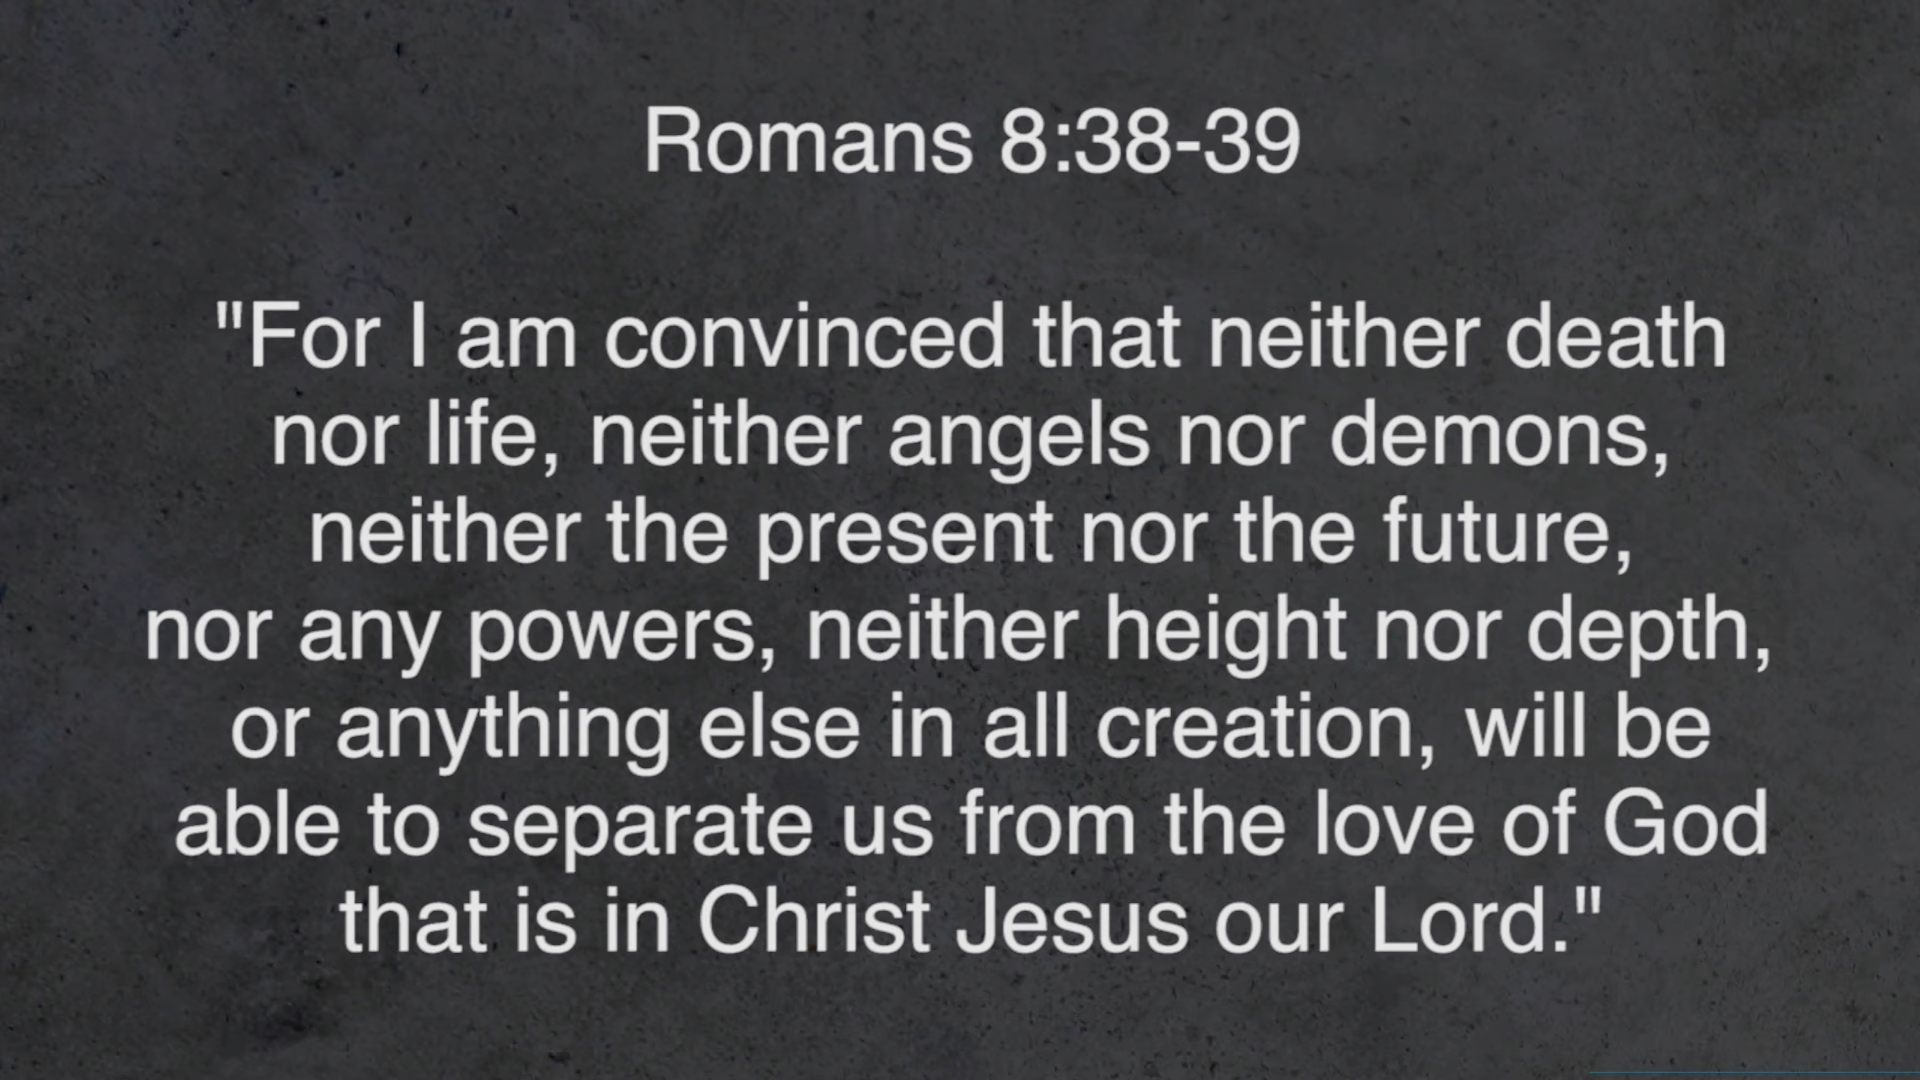 Romans 8:38-39
"For I am convinced that neither death
nor life, neither angels nor demons,
neither the present nor the future,
nor any powers, neither height nor depth,
or anything else in all creation, will be
able to separate us from the love of God
that is in Christ Jesus our Lord."